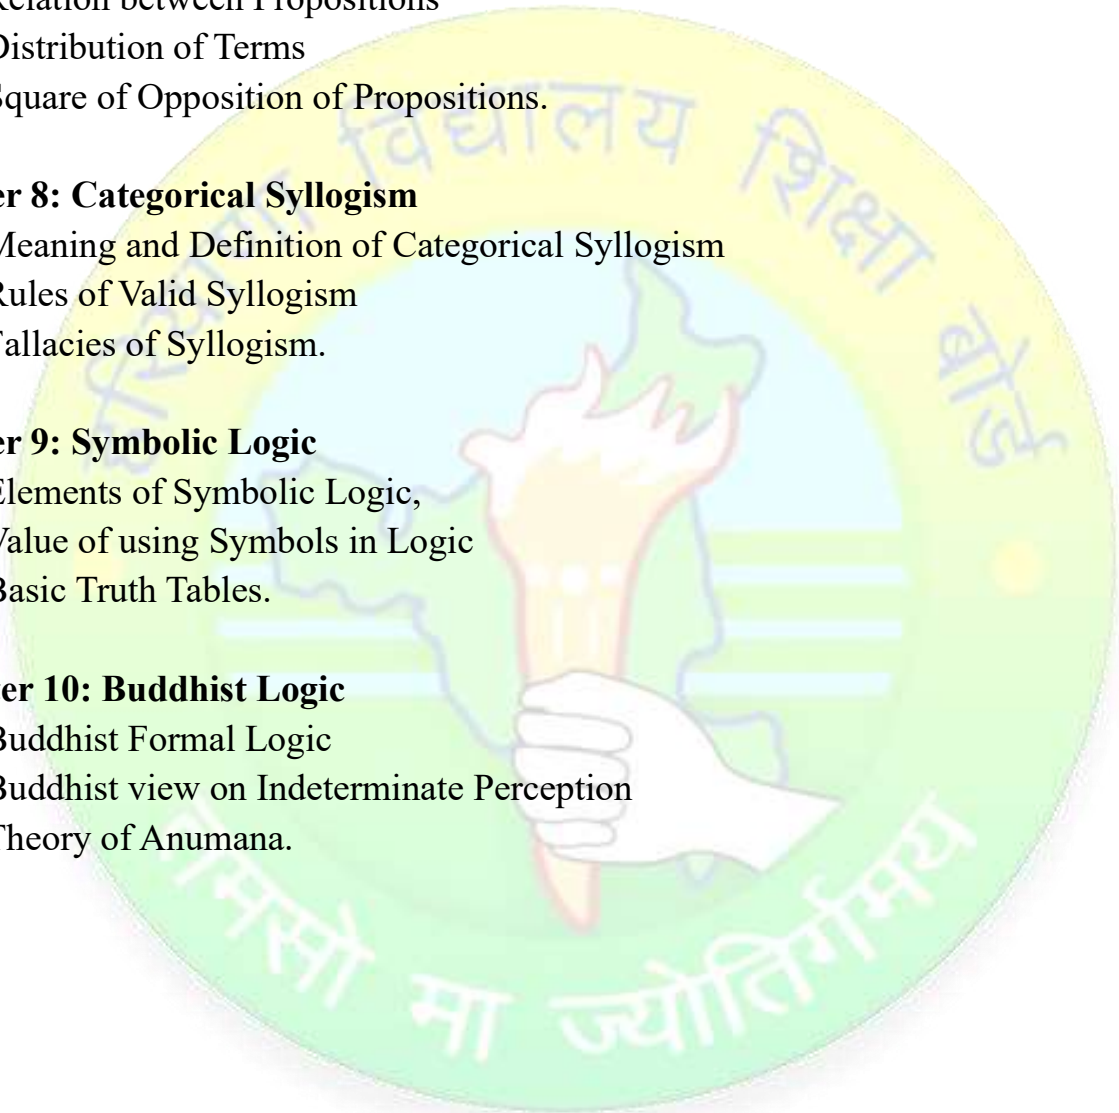 Relation between Propositions
Distribution of Terms
Square of Opposition of Propositions.
er 8: Categorical Syllogism
Meaning and Definition of Categorical Syllogism
Rules of Valid Syllogism
Fallacies of Syllogism.
er 9: Symbolic Logic
Elements of Symbolic Logic,
Value of using Symbols in Logic
Basic Truth Tables.
er 10: Buddhist Logic
Buddhist Formal Logic
Buddhist view on Indeterminate Perception
Theory of Anumana.
हरियाणा विद्यालय शिक्षा बोर्ड
तमसो मा ज्योतिर्गमय